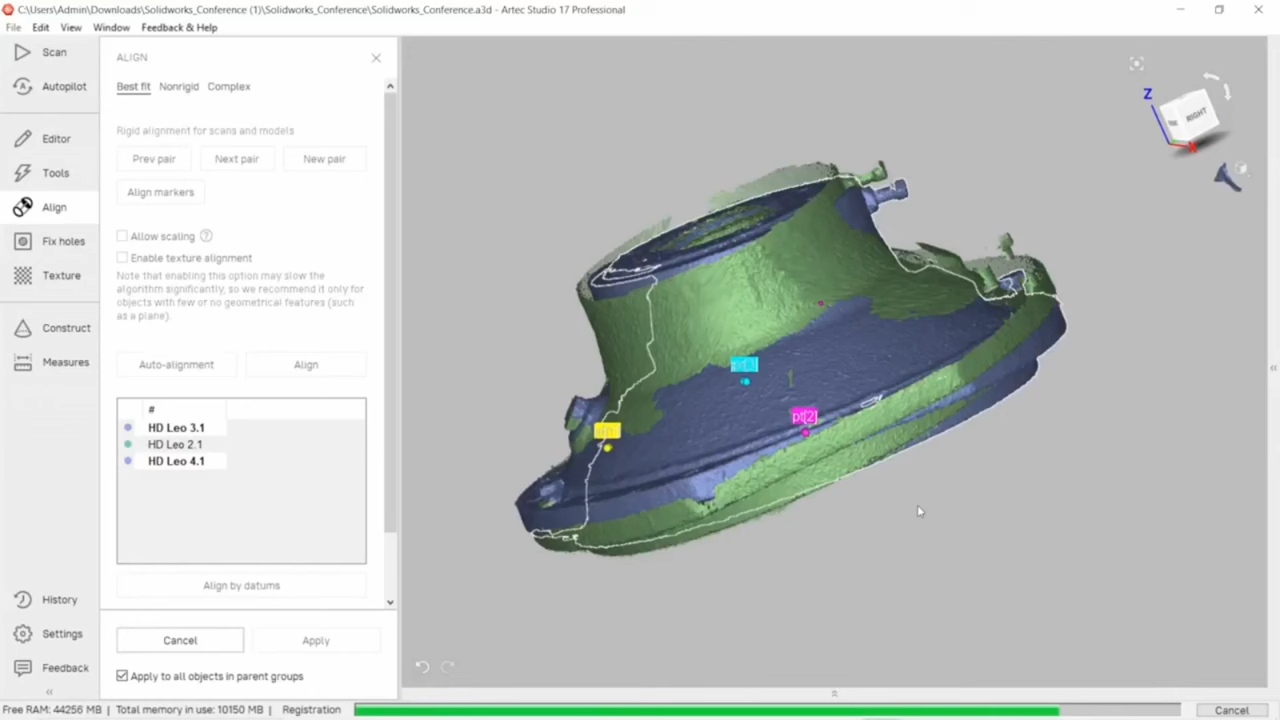 C:\Users\Admin\Downloads\Solidworks_Conference (1)\Solidworks_Conference\Solidworks_Conference.a3d - Artec Studio 17 Professional
File Edit View Window Feedback & Help
Scan
Autopilot
Editor
Tools
Align
Fix holes
Texture
Construct
Measures
History
Settings
Feedback
ALIGN
Best fit Nonrigid Complex
Rigid alignment for scans and models
Prev pair Next pair New pair
Align markers
Allow scaling ?
Enable texture alignment
Note that enabling this option may slow the
algorithm significantly, so we recommend it only for
objects with few or no geometrical features (such
as a plane).
Auto-alignment Align
#
HD Leo 3.1
HD Leo 2.1
HD Leo 4.1
Align by datums
Cancel Apply
Apply to all objects in parent groups
Z
RIGHT
X
pt[2]
Free RAM: 44256 MB | Total memory in use: 10150 MB | Registration
Cancel